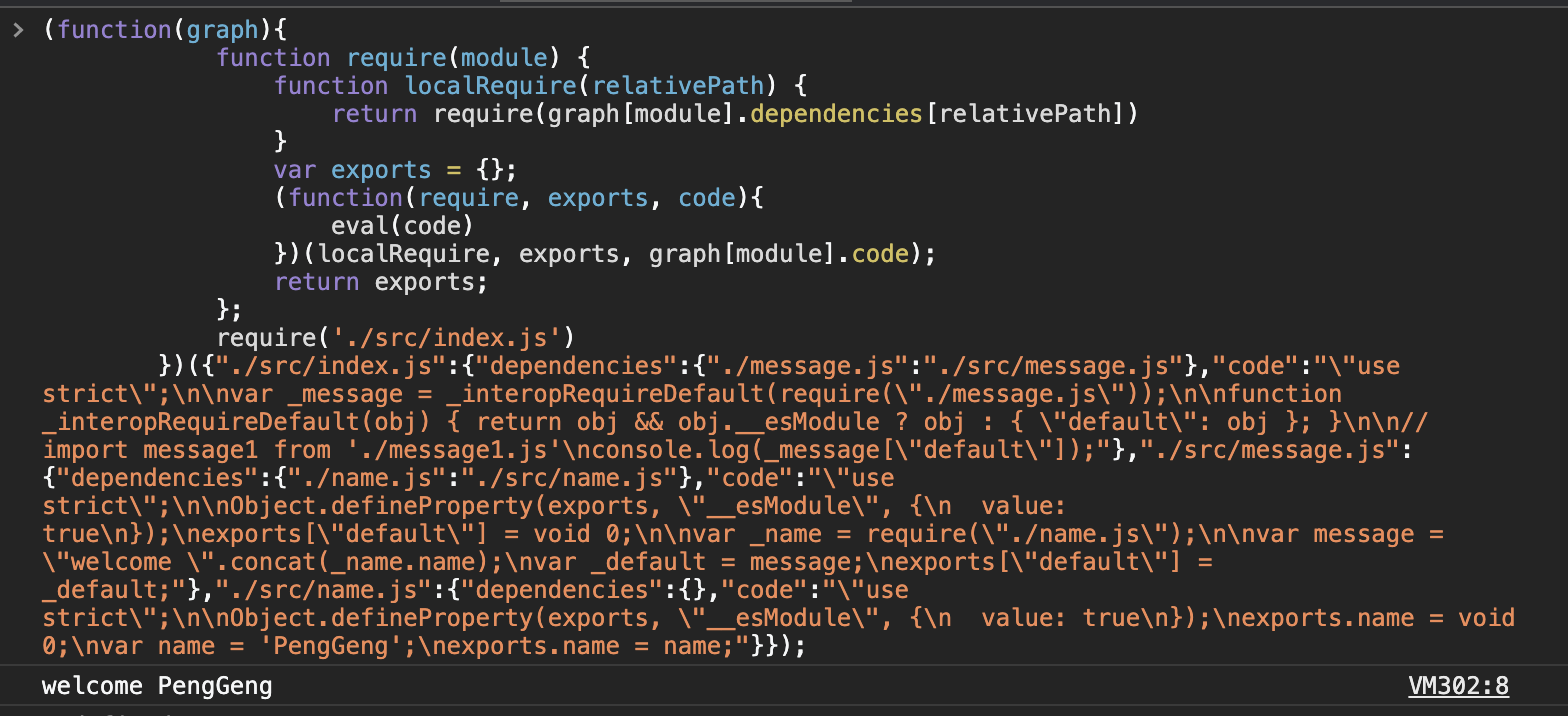 > (function(graph){
function require(module) {
function localRequire(relativePath) {
return require(graph[module].dependencies[relativePath])
}
var exports = {};
(function(require, exports, code){
eval(code)
})(localRequire, exports, graph[module].code);
return exports;
};
require('./src/index.js')
})({"./src/index.js":{"dependencies":{"./message.js":"./src/message.js"},"code":"\"use
strict\";\n\nvar _message = _interopRequireDefault(require(\"./message.js\"));\n\nfunction
_interopRequireDefault(obj) { return obj && obj.__esModule ? obj : { \"default\": obj }; }\n\n//
import message1 from './message1.js'\nconsole.log(_message[\"default\"]);"},"./src/message.js":
{"dependencies":{"./name.js":"./src/name.js"},"code":"\"use
strict\";\n\nObject.defineProperty(exports, \"__esModule\", {\n  value:
true\n});\nexports[\"default\"] = void 0;\n\nvar _name = require(\"./name.js\");\n\nvar message =
\"welcome \".concat(_name.name);\nvar _default = message;\nexports[\"default\"] =
_default;"},"./src/name.js":{"dependencies":{},"code":"\"use
strict\";\n\nObject.defineProperty(exports, \"__esModule\", {\n  value: true\n});\nexports.name = void
0;\nvar name = 'PengGeng';\nexports.name = name;"}});
welcome PengGeng VM302:8